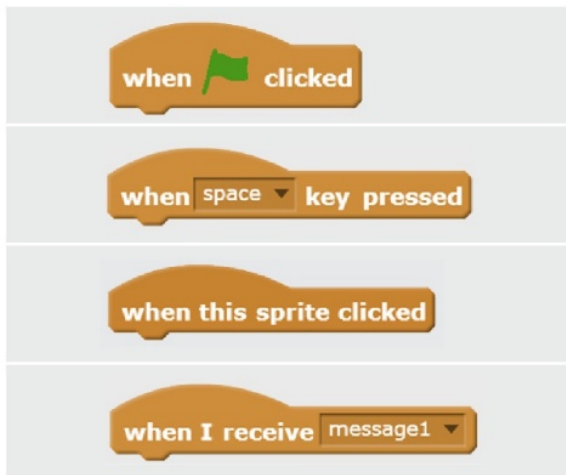 when clicked
when space key pressed
when this sprite clicked
when I receive message1